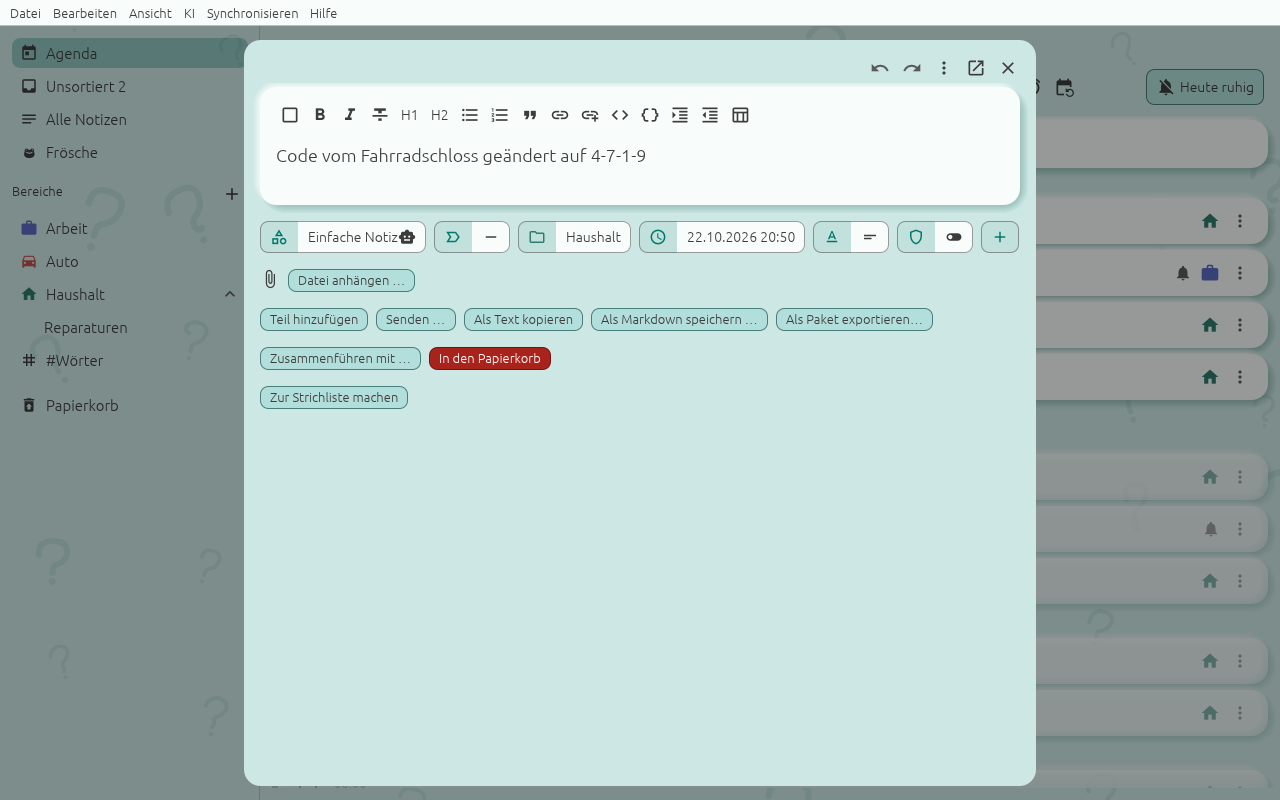 Datei Bearbeiten Ansicht KI Synchronisieren Hilfe
Agenda
Unsortiert 2
Alle Notizen
Frösche
Bereiche
Arbeit
Auto
Haushalt
Reparaturen
#Wörter
Papierkorb
Heute ruhig
H1 H2
Code vom Fahrradschloss geändert auf 4-7-1-9
Einfache Notiz Haushalt 22.10.2026 20:50
Datei anhängen …
Teil hinzufügen Senden … Als Text kopieren Als Markdown speichern … Als Paket exportieren…
Zusammenführen mit … In den Papierkorb
Zur Strichliste machen